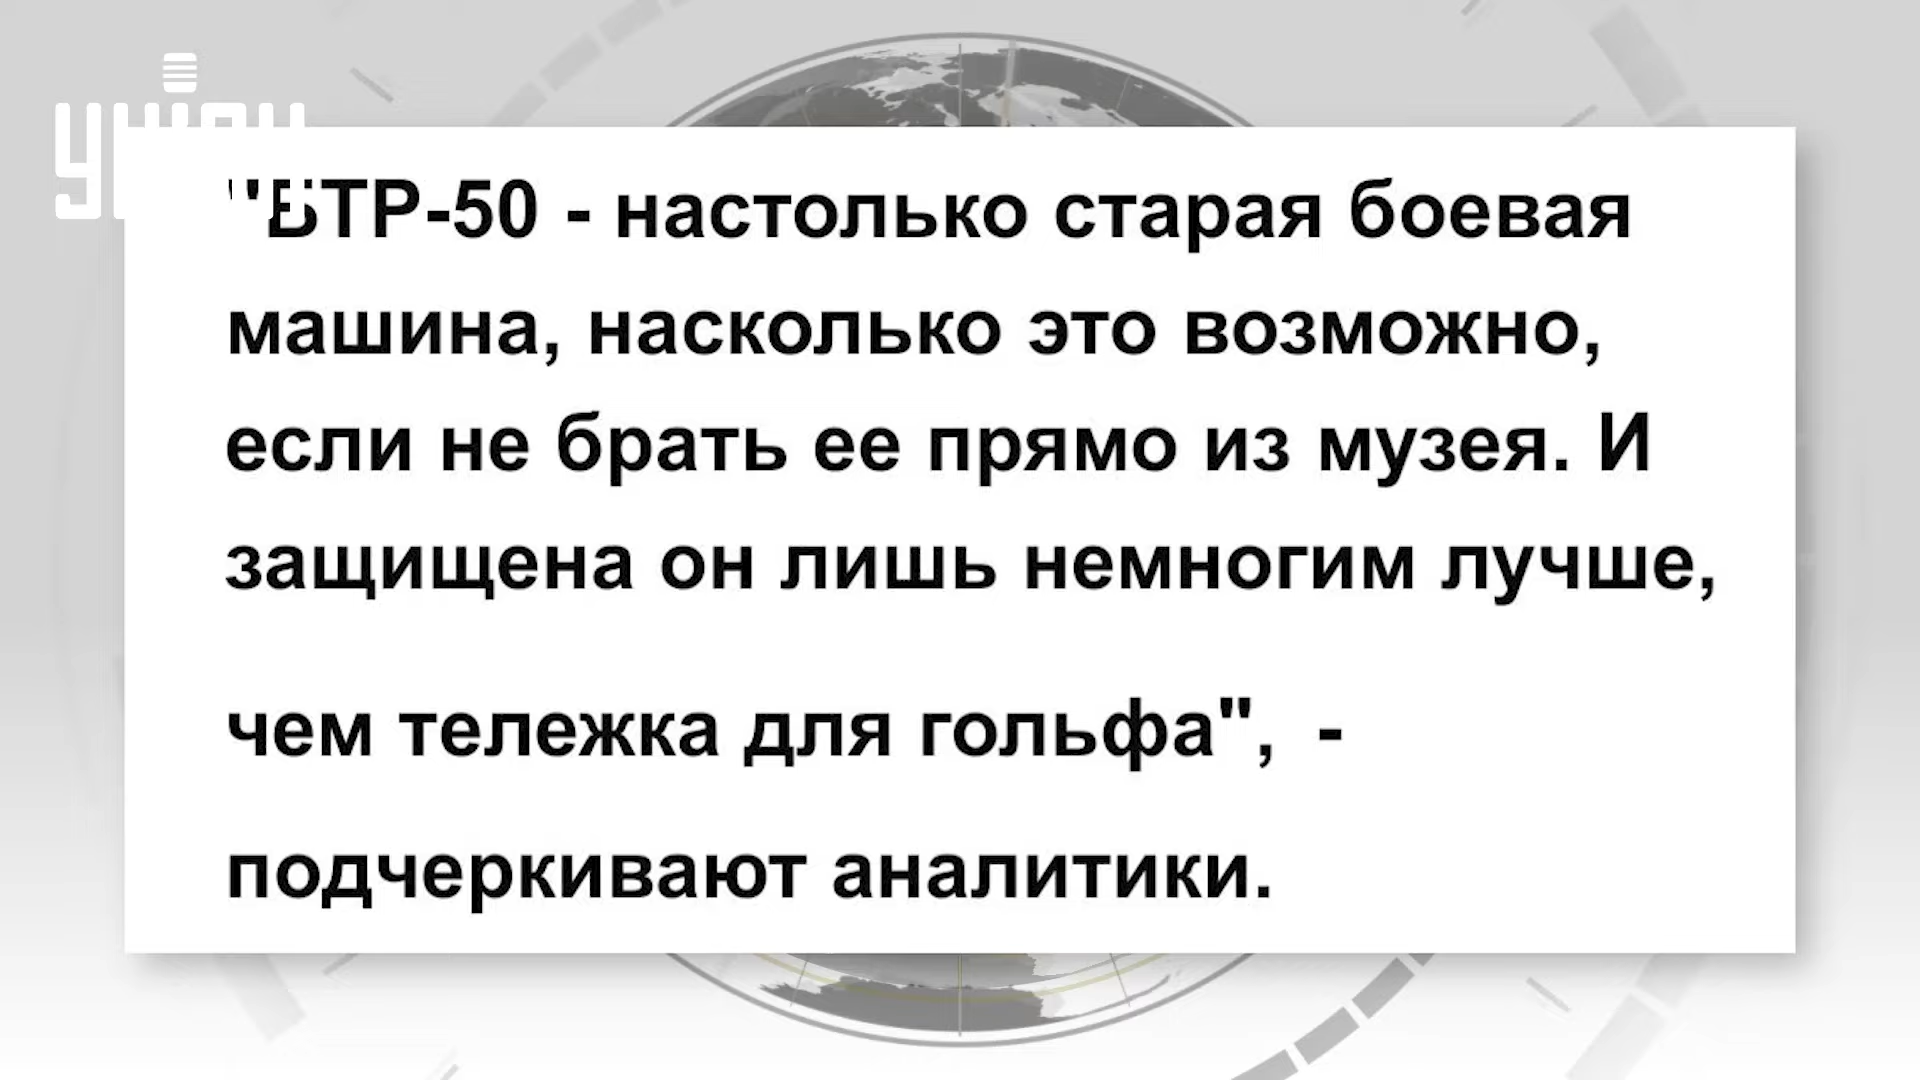 "БТР-50 - настолько старая боевая
машина, насколько это возможно,
если не брать ее прямо из музея. И
защищена он лишь немногим лучше,
чем тележка для гольфа", -
подчеркивают аналитики.